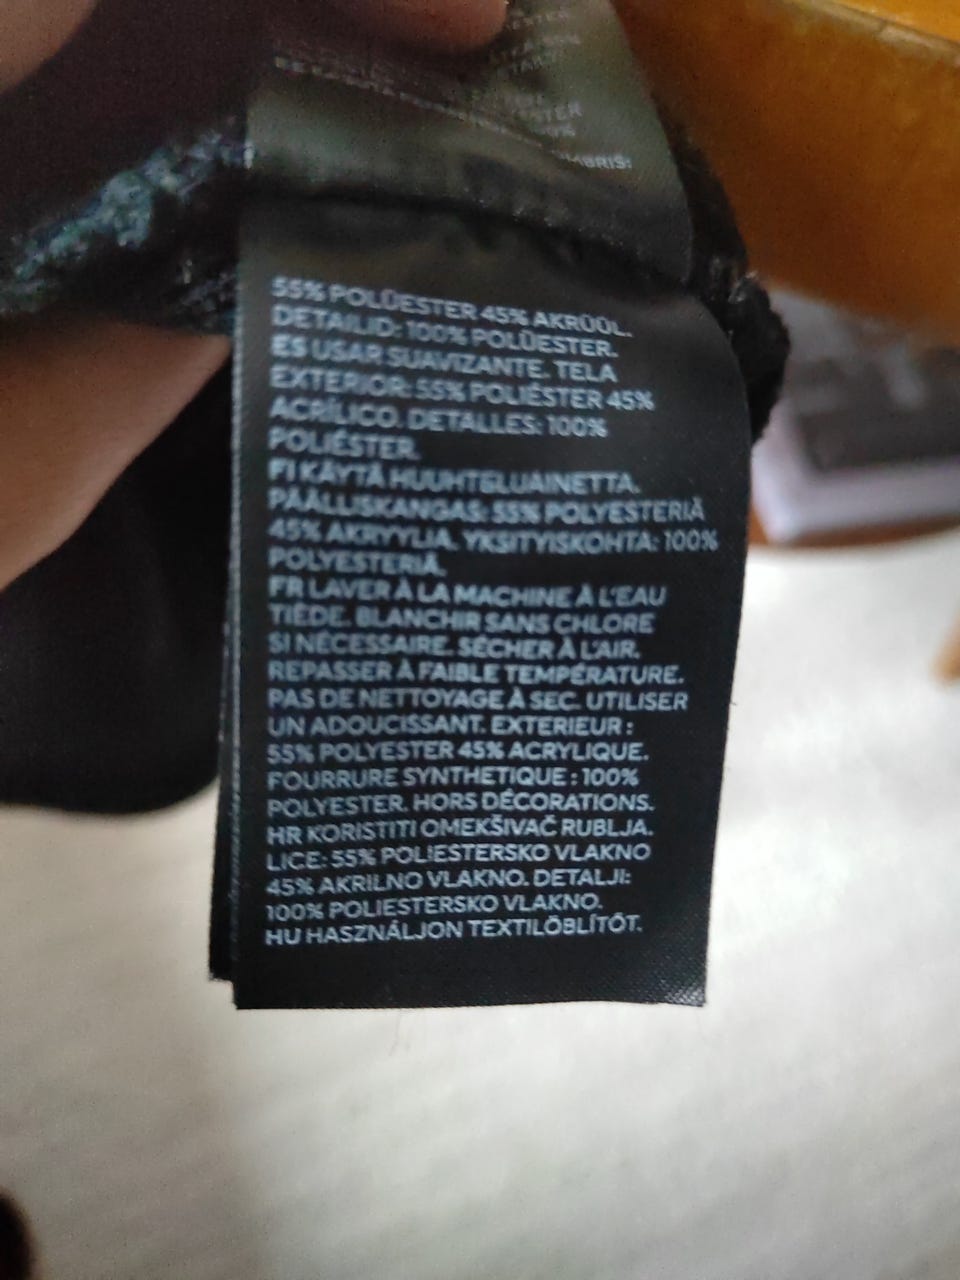 MBRIS:
55% POLÜESTER 45% AKRÜÜL.
DETAILID: 100% POLÜESTER.
ES USAR SUAVIZANTE. TELA
EXTERIOR: 55% POLIÉSTER 45%
ACRÍLICO. DETALLES: 100%
POLIÉSTER.
FI KÄYTÄ HUUHTELUAINETTA.
PÄÄLLISKANGAS: 55% POLYESTERIÄ
45% AKRYYLIA. YKSITYISKOHTA: 100%
POLYESTERIÄ.
FR LAVER À LA MACHINE À L'EAU
TIÈDE. BLANCHIR SANS CHLORE
SI NÉCESSAIRE. SÉCHER À L'AIR.
REPASSER À FAIBLE TEMPÉRATURE.
PAS DE NETTOYAGE À SEC. UTILISER
UN ADOUCISSANT. EXTERIEUR :
55% POLYESTER 45% ACRYLIQUE.
FOURRURE SYNTHETIQUE : 100%
POLYESTER. HORS DÉCORATIONS.
HR KORISTITI OMEKŠIVAČ RUBLJA.
LICE: 55% POLIESTERSKO VLAKNO
45% AKRILNO VLAKNO. DETALJI:
100% POLIESTERSKO VLAKNO.
HU HASZNÁLJON TEXTILÖBLÍTŐT.